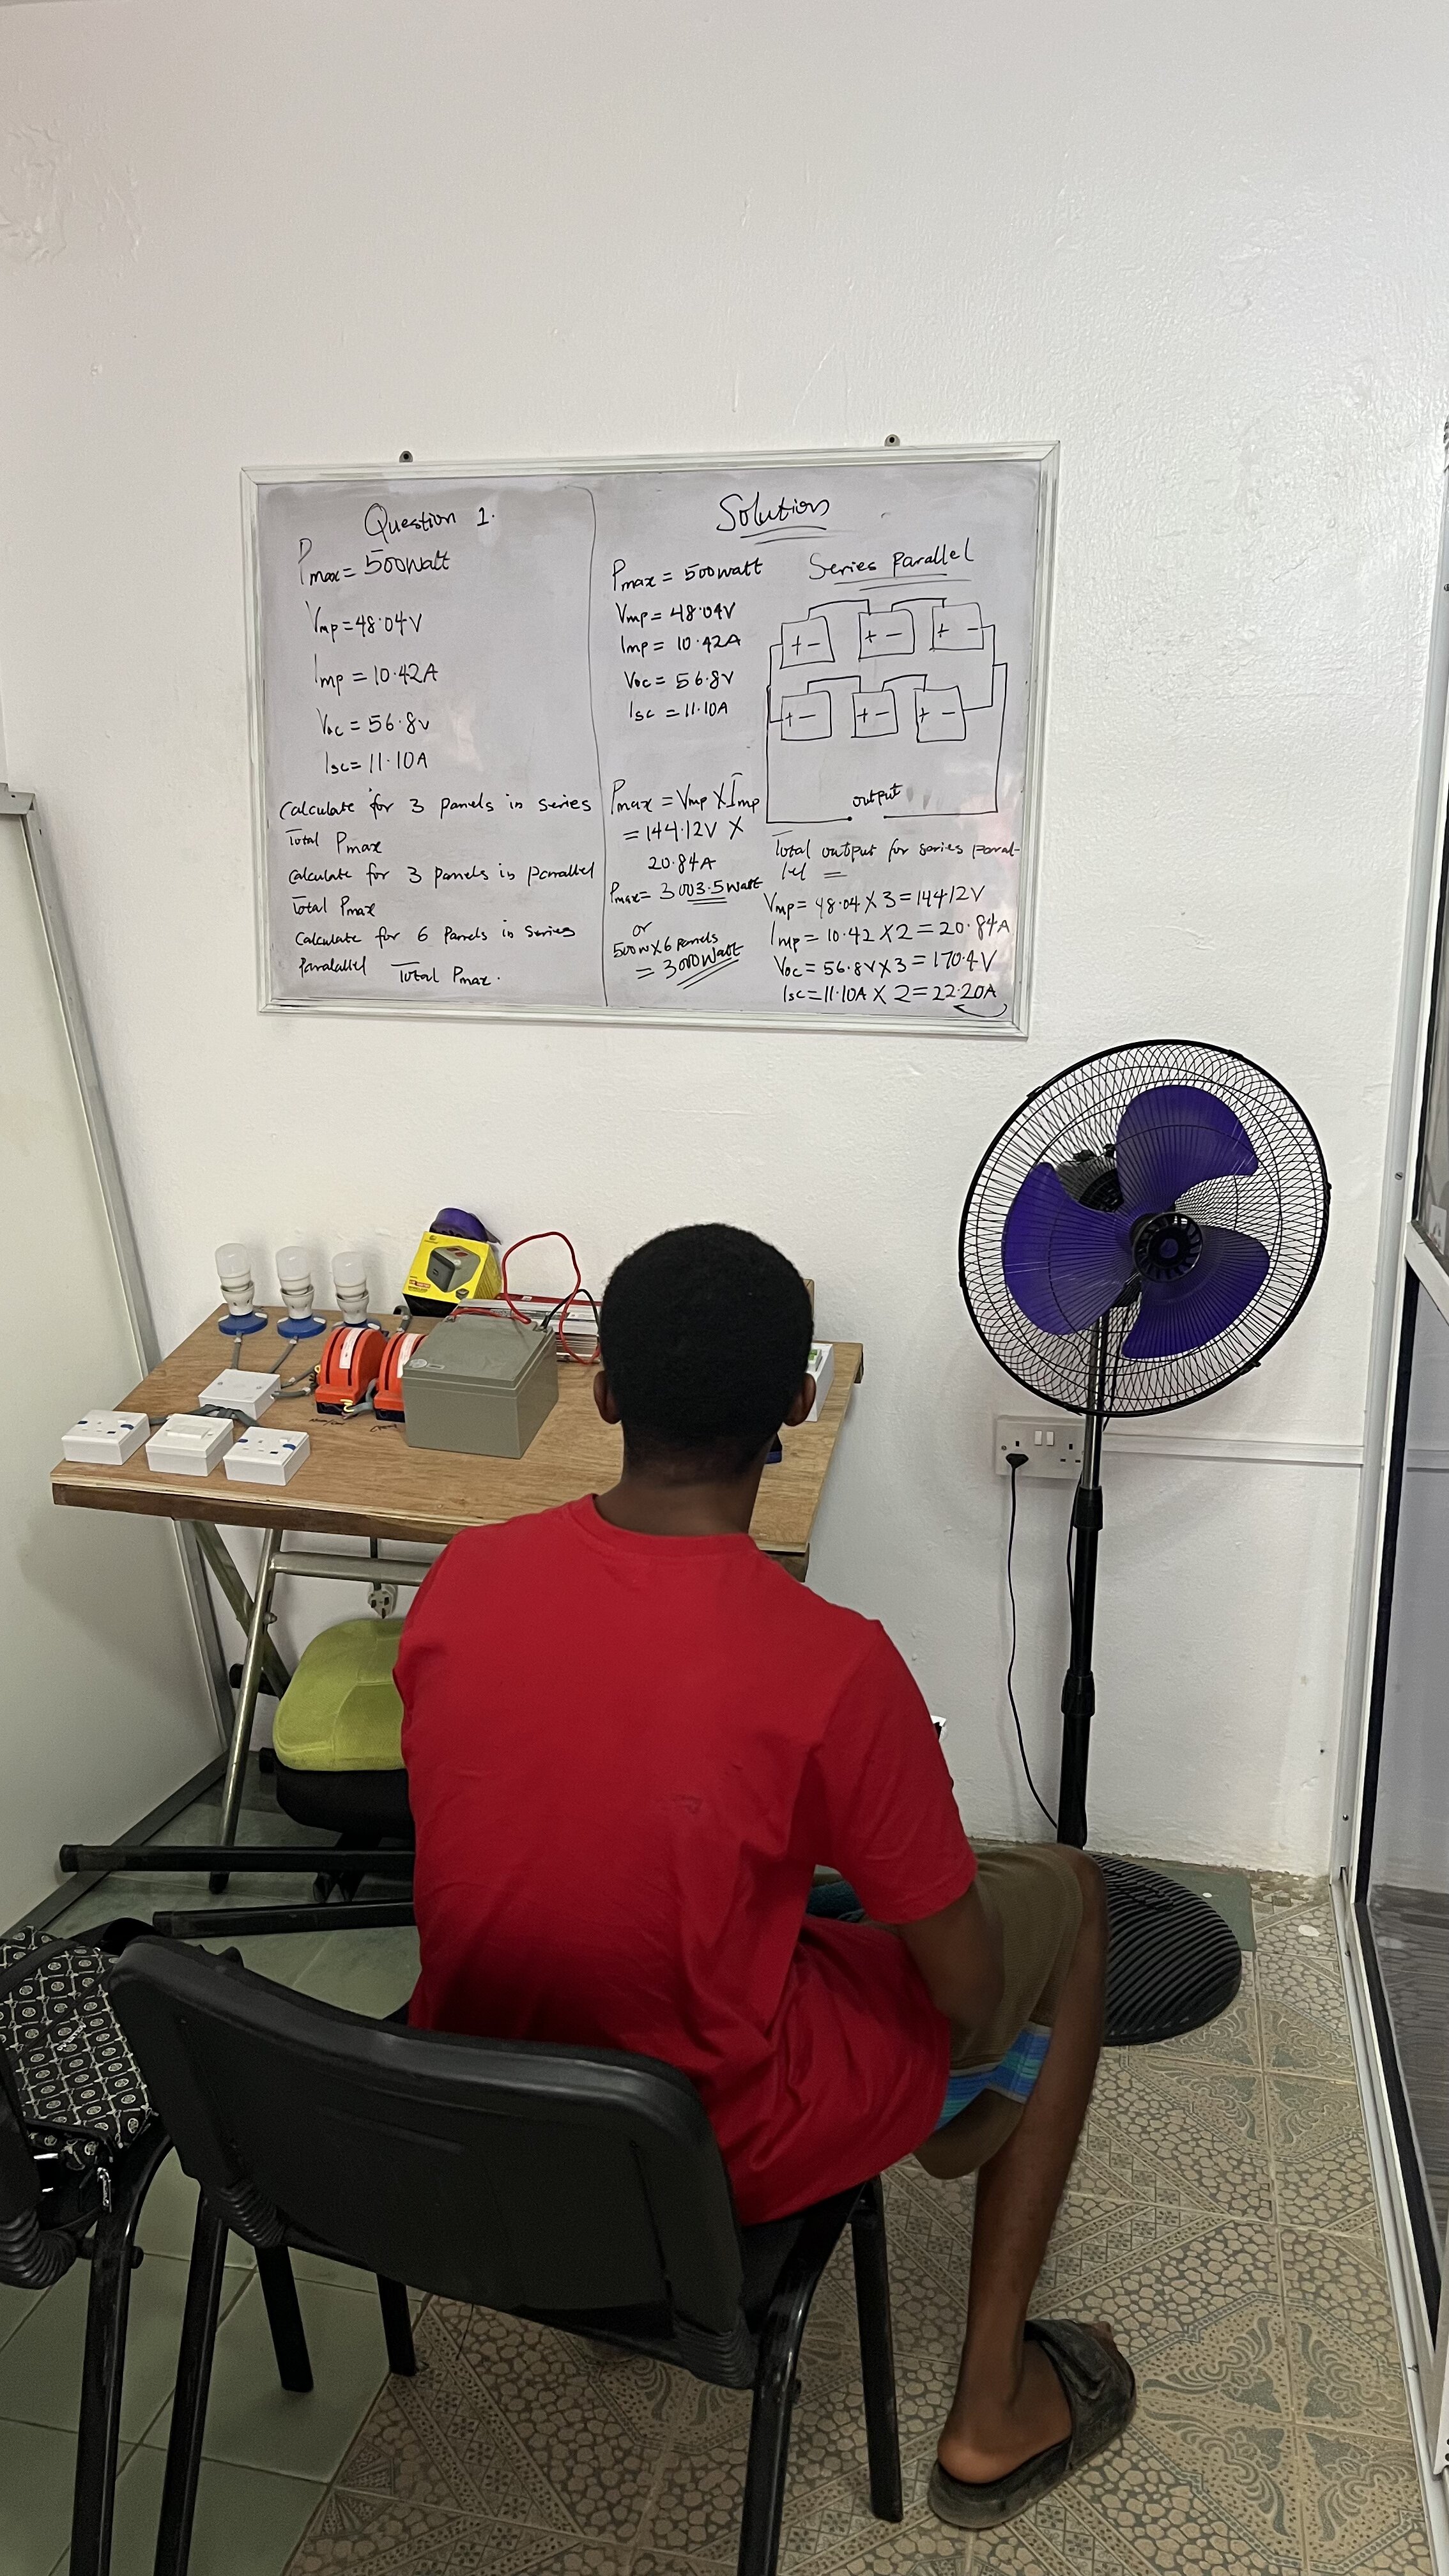 Question 1.
Pmax = 500watt
Vmp = 48.04V
Imp = 10.42A
Voc = 56.8v
Isc = 11.10A
Calculate for 3 panels in series
Total Pmax
Calculate for 3 panels in parallel
Total Pmax
Calculate for 6 Panels in Series
Paralallel Total Pmax.
Solution
Pmax = 500watt
Vmp = 48.04V
Imp = 10.42A
Voc = 56.8V
Isc = 11.10A
Pmax = Vmp X Imp
= 144.12V X
20.84A
Pmax = 3003.5watt
or
500w X 6 panels
= 3000watt
Series Parallel
+ - + - + -
+ - + - + -
output
Total output for series paral-
lel =
Vmp = 48.04 X 3 = 144.12V
Imp = 10.42 X 2 = 20.84A
Voc = 56.8V X 3 = 170.4V
Isc = 11.10A X 2 = 22.20A